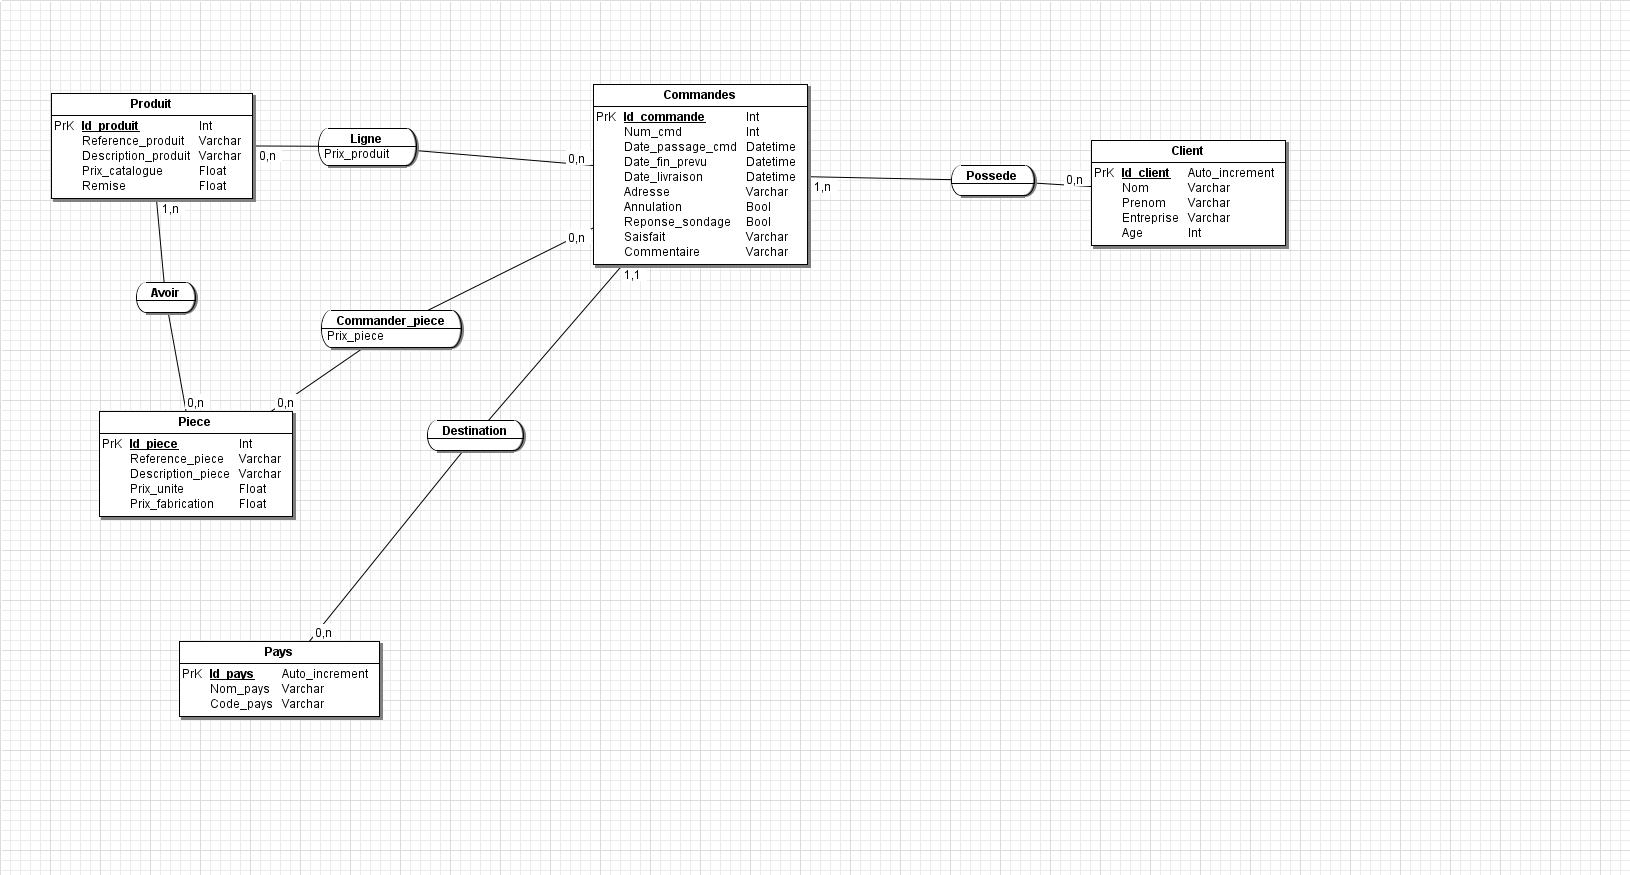 Produit
PrK Id_produit Int
Reference_produit Varchar
Description_produit Varchar
Prix_catalogue Float
Remise Float
1,n
0,n
Ligne
Prix_produit
0,n
Commandes
PrK Id_commande Int
Num_cmd Int
Date_passage_cmd Datetime
Date_fin_prevu Datetime
Date_livraison Datetime
Adresse Varchar
Annulation Bool
Reponse_sondage Bool
Saisfait Varchar
Commentaire Varchar
1,n
Possede
0,n
Client
PrK Id_client Auto_increment
Nom Varchar
Prenom Varchar
Entreprise Varchar
Age Int
0,n
1,1
Avoir
Commander_piece
Prix_piece
0,n
0,n
Piece
PrK Id_piece Int
Reference_piece Varchar
Description_piece Varchar
Prix_unite Float
Prix_fabrication Float
Destination
0,n
Pays
PrK Id_pays Auto_increment
Nom_pays Varchar
Code_pays Varchar